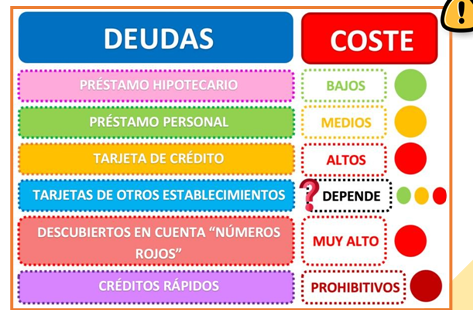 DEUDAS COSTE
PRÉSTAMO HIPOTECARIO BAJOS
PRÉSTAMO PERSONAL MEDIOS
TARJETA DE CRÉDITO ALTOS
TARJETAS DE OTROS ESTABLECIMIENTOS ? DEPENDE
DESCUBIERTOS EN CUENTA “NÚMEROS
ROJOS” MUY ALTO
CRÉDITOS RÁPIDOS PROHIBITIVOS